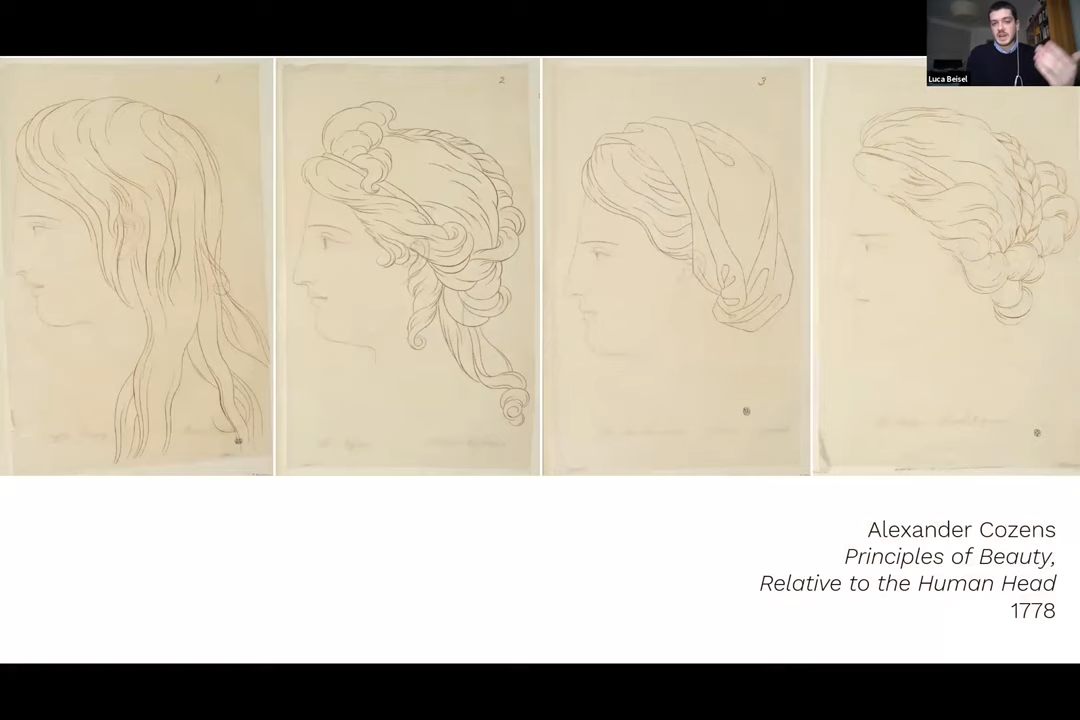 1
2
3
Luca Beisel
Alexander Cozens
Principles of Beauty,
Relative to the Human Head
1778